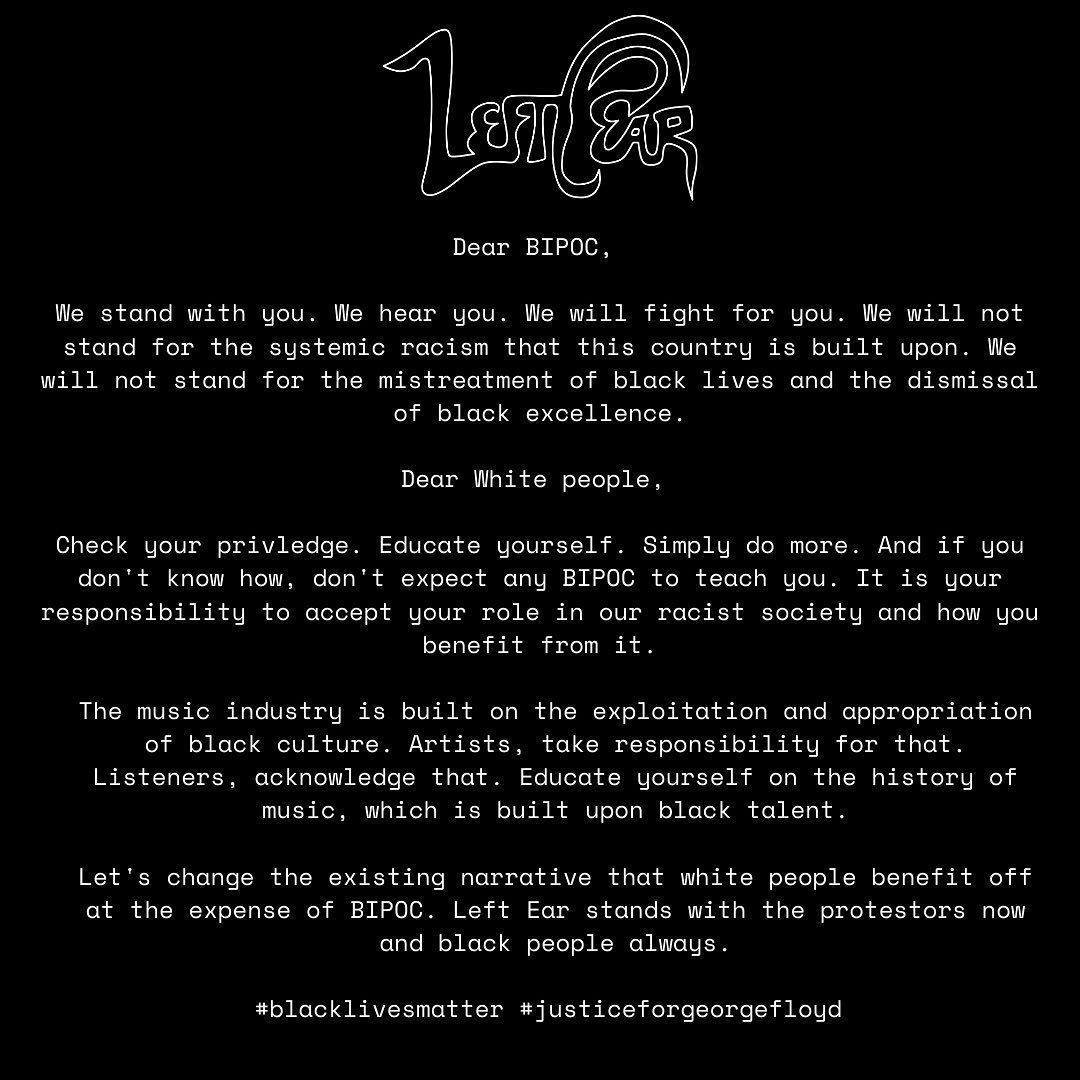 LEFT EAR
Dear BIPOC,
We stand with you. We hear you. We will fight for you. We will not
stand for the systemic racism that this country is built upon. We
will not stand for the mistreatment of black lives and the dismissal
of black excellence.
Dear White people,
Check your privledge. Educate yourself. Simply do more. And if you
don't know how, don't expect any BIPOC to teach you. It is your
responsibility to accept your role in our racist society and how you
benefit from it.
The music industry is built on the exploitation and appropriation
of black culture. Artists, take responsibility for that.
Listeners, acknowledge that. Educate yourself on the history of
music, which is built upon black talent.
Let's change the existing narrative that white people benefit off
at the expense of BIPOC. Left Ear stands with the protestors now
and black people always.
#blacklivesmatter #justiceforgeorgefloyd